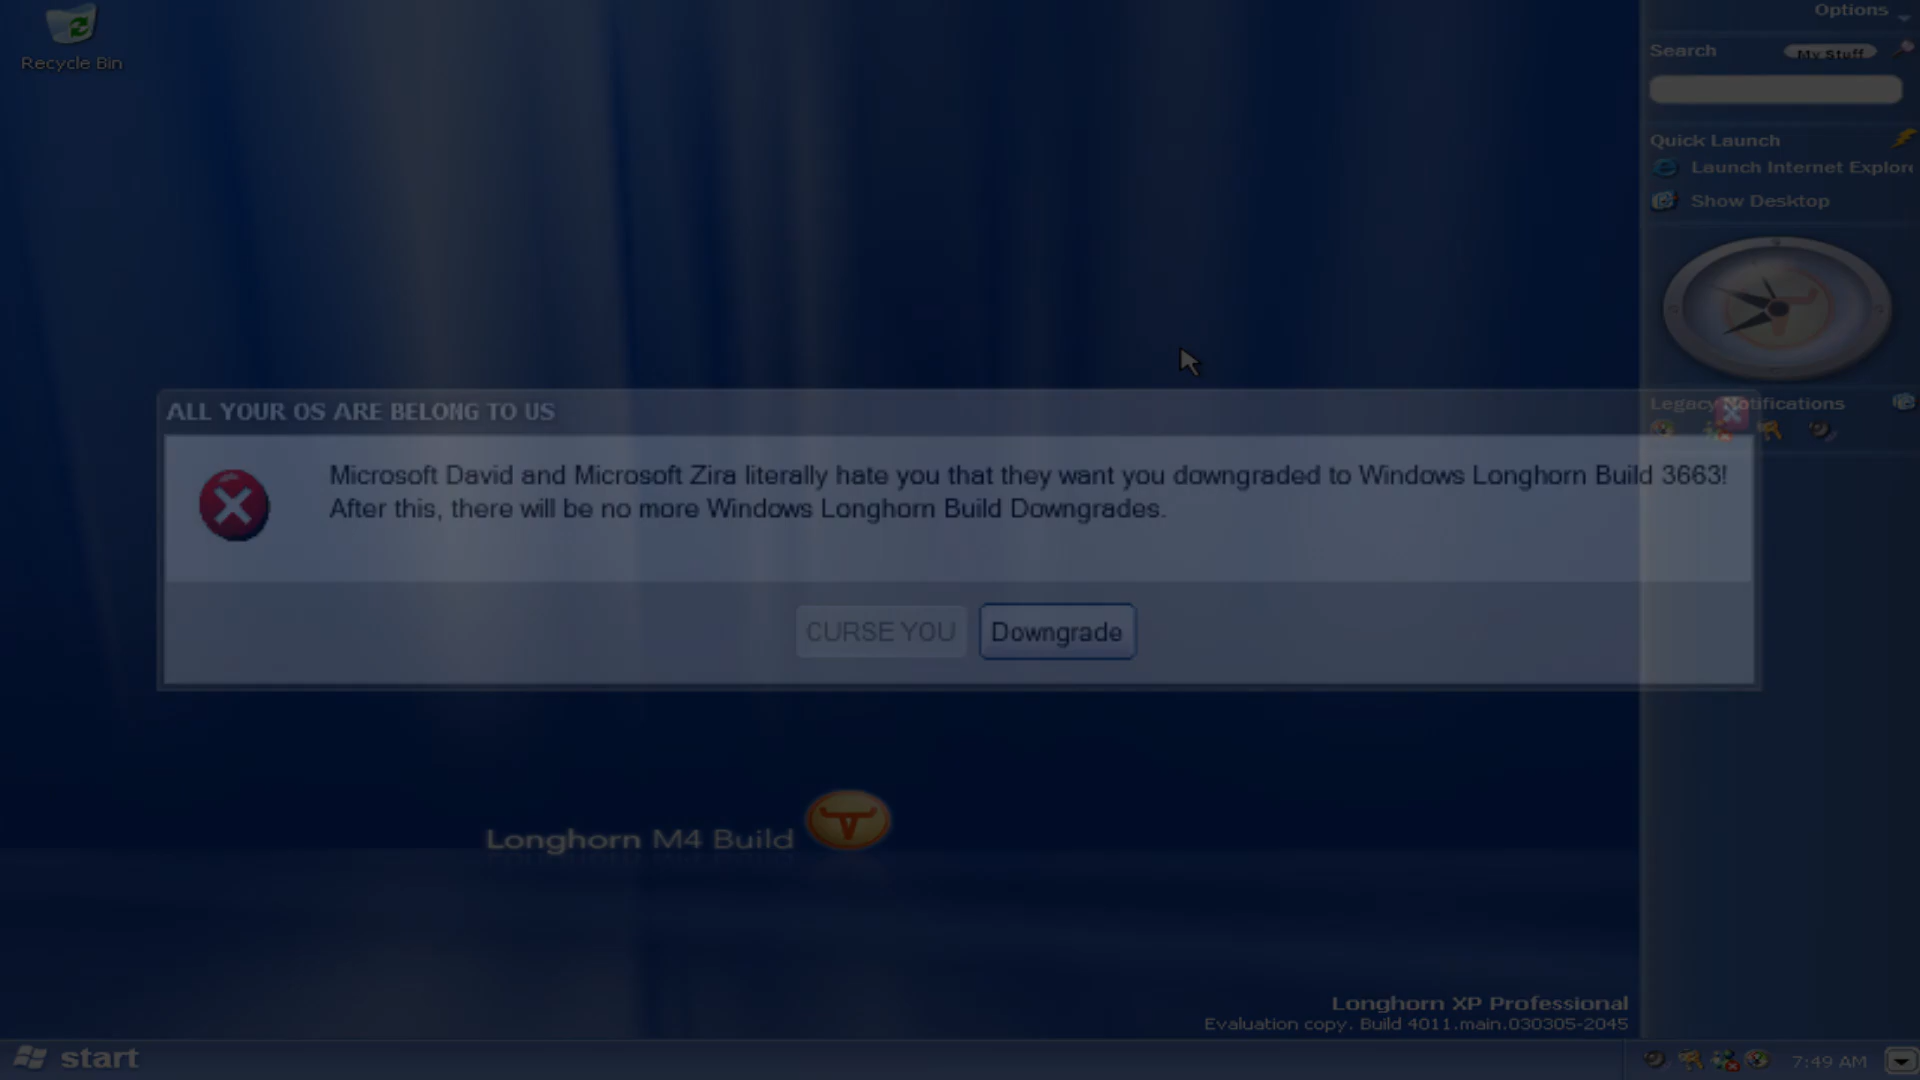 Recycle Bin
Options
Search
My Stuff
Quick Launch
Launch Internet Explore
Show Desktop
Legacy Notifications
ALL YOUR OS ARE BELONG TO US
Microsoft David and Microsoft Zira literally hate you that they want you downgraded to Windows Longhorn Build 3663!
After this, there will be no more Windows Longhorn Build Downgrades.
CURSE YOU
Downgrade
Longhorn M4 Build
Longhorn XP Professional
Evaluation copy. Build 4011.main.030305-2045
start
7:49 AM